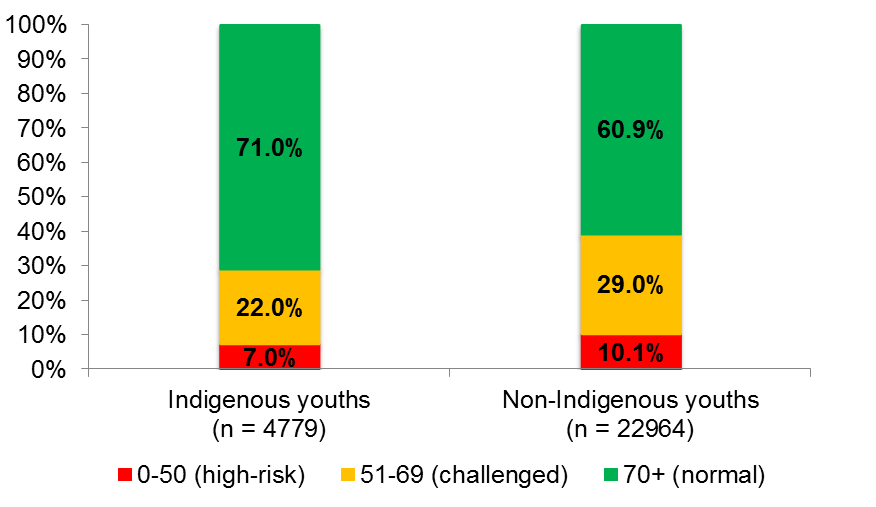 100%
90%
80%
70%
60%
50%
40%
30%
20%
10%
0%
71.0%
22.0%
7.0%
60.9%
29.0%
10.1%
Indigenous youths
(n = 4779)
Non-Indigenous youths
(n = 22964)
0-50 (high-risk)
51-69 (challenged)
70+ (normal)